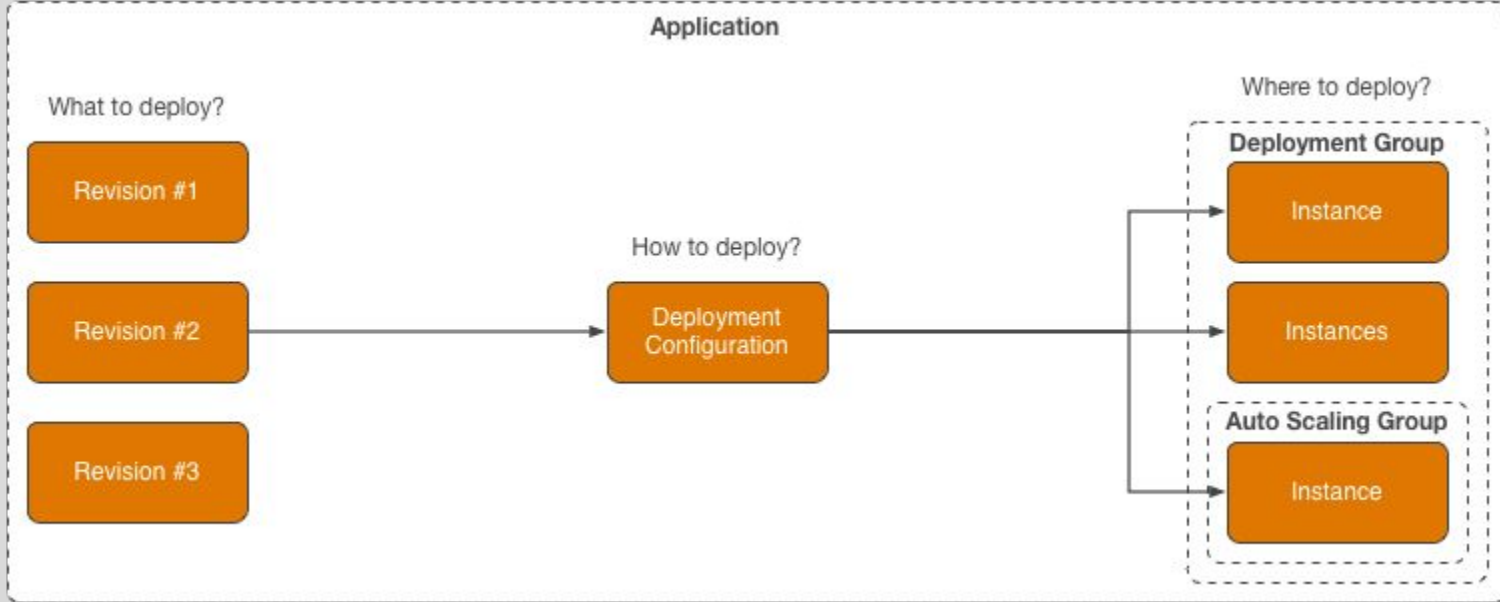 Application
What to deploy?
Revision #1
Revision #2
Revision #3
How to deploy?
Deployment
Configuration
Where to deploy?
Deployment Group
Instance
Instances
Auto Scaling Group
Instance